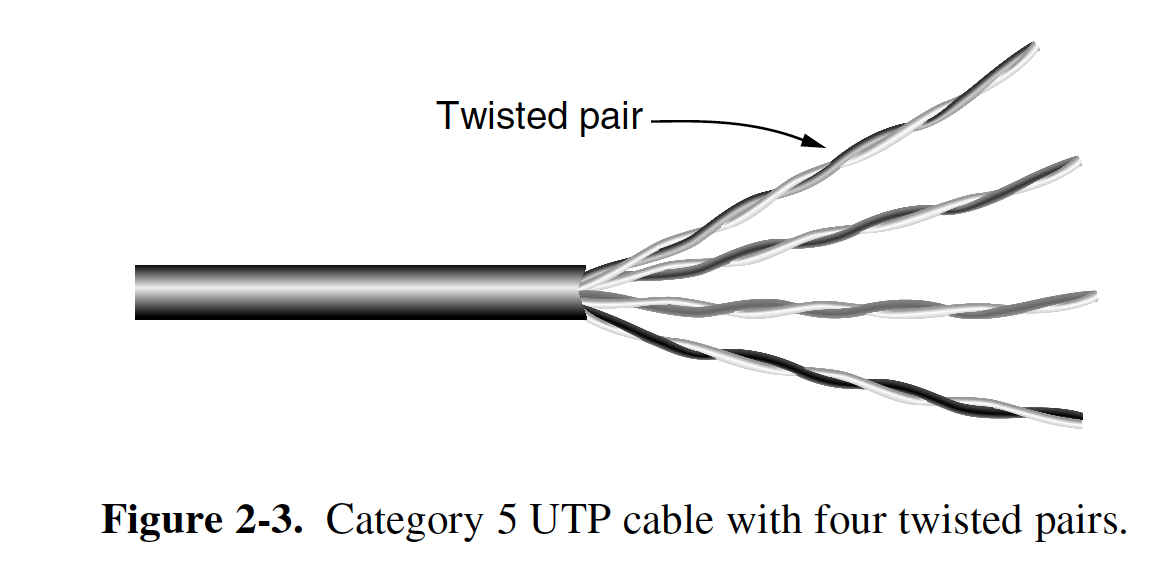 Twisted pair
Figure 2-3. Category 5 UTP cable with four twisted pairs.